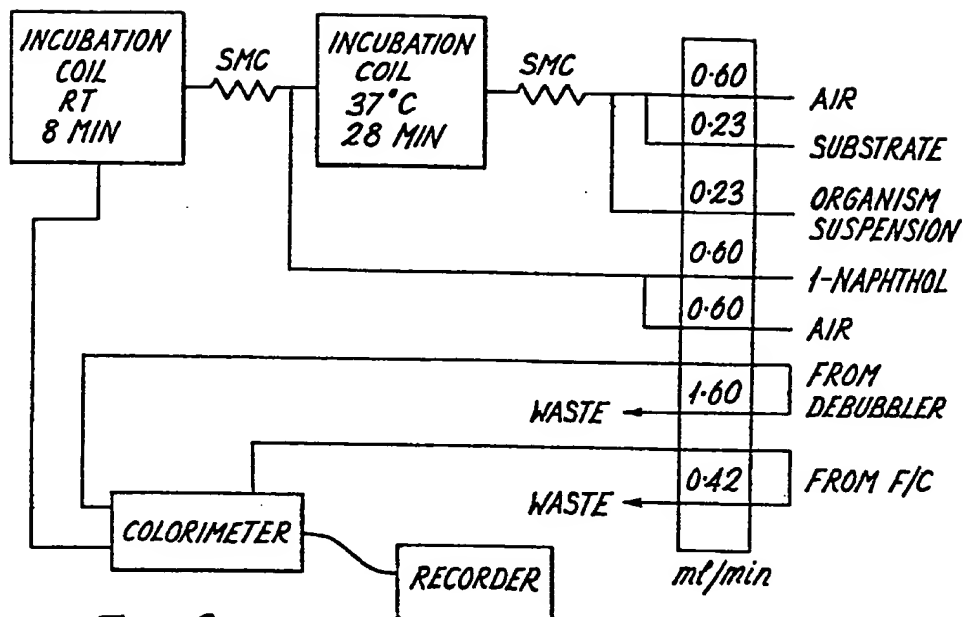 INCUBATION
COIL
RT
8 MIN
SMC
INCUBATION
COIL
37°C
28 MIN
SMC
0.60
AIR
0.23
SUBSTRATE
0.23
ORGANISM
SUSPENSION
0.60
1-NAPHTHOL
0.60
AIR
1.60
FROM
DEBUBBLER
WASTE
0.42
FROM F/C
WASTE
COLORIMETER
RECORDER
ml/min